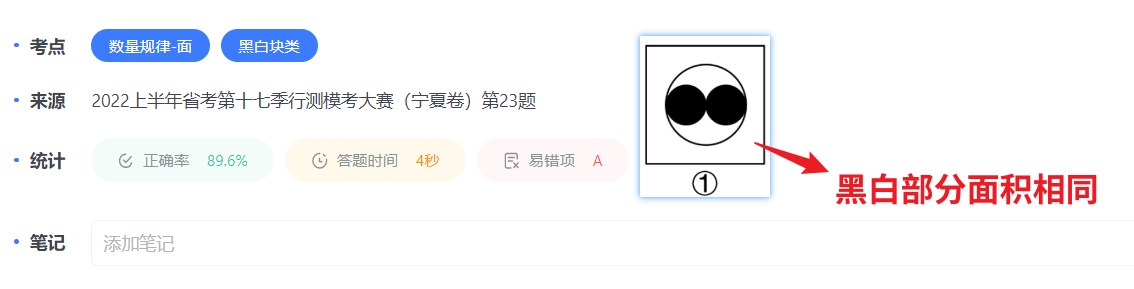 考点 数量规律-面 黑白块类
来源 2022上半年省考第十七季行测模考大赛（宁夏卷）第23题
统计 正确率 89.6% 答题时间 4秒 易错项 A
①
黑白部分面积相同
笔记 添加笔记